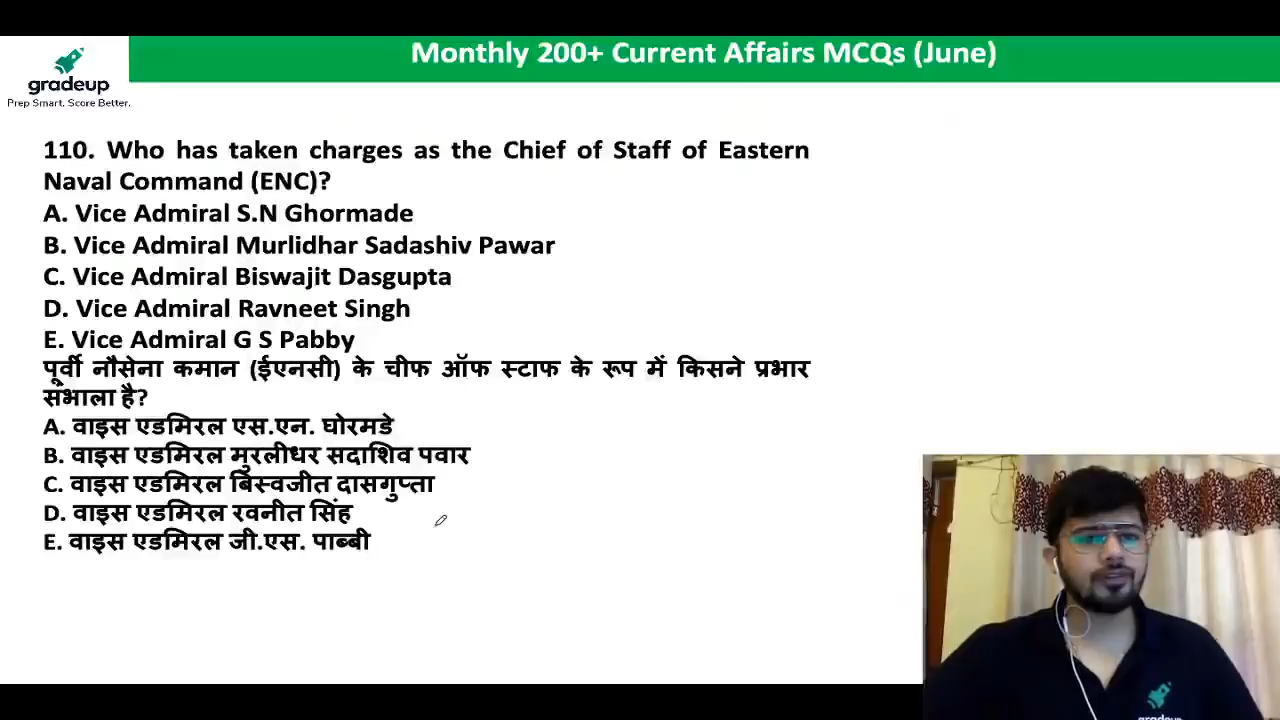 Monthly 200+ Current Affairs MCQs (June)
gradeup
Prep Smart. Score Better.
110. Who has taken charges as the Chief of Staff of Eastern
Naval Command (ENC)?
A. Vice Admiral S.N Ghormade
B. Vice Admiral Murlidhar Sadashiv Pawar
C. Vice Admiral Biswajit Dasgupta
D. Vice Admiral Ravneet Singh
E. Vice Admiral G S Pabby
पूर्वी नौसेना कमान (ईएनसी) के चीफ ऑफ स्टाफ के रूप में किसने प्रभार
संभाला है?
A. वाइस एडमिरल एस.एन. घोरमडे
B. वाइस एडमिरल मुरलीधर सदाशिव पवार
C. वाइस एडमिरल बिस्वजीत दासगुप्ता
D. वाइस एडमिरल रवनीत सिंह
E. वाइस एडमिरल जी.एस. पाब्बी
gradeup